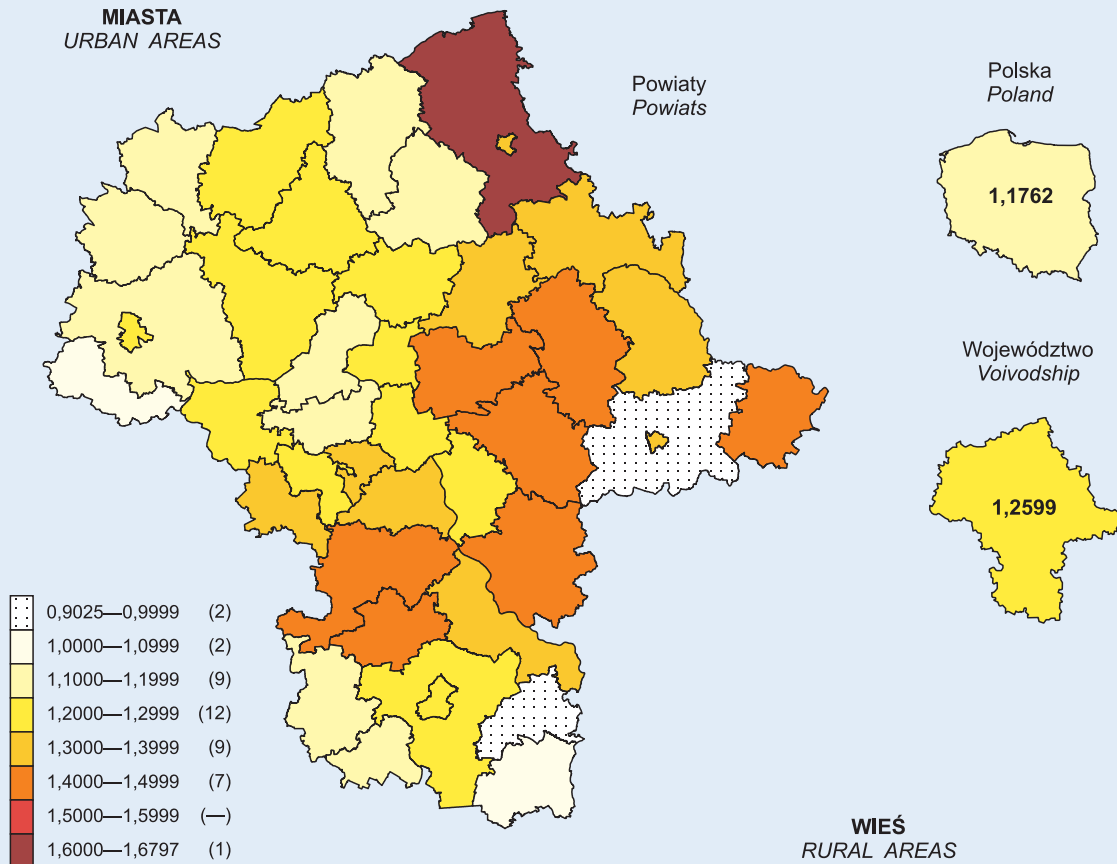 MIASTA
URBAN AREAS
Powiaty
Powiats
Polska
Poland
1,1762
Województwo
Voivodship
1,2599
0,9025—0,9999 (2)
1,0000—1,0999 (2)
1,1000—1,1999 (9)
1,2000—1,2999 (12)
1,3000—1,3999 (9)
1,4000—1,4999 (7)
1,5000—1,5999 (—)
1,6000—1,6797 (1)
WIEŚ
RURAL AREAS